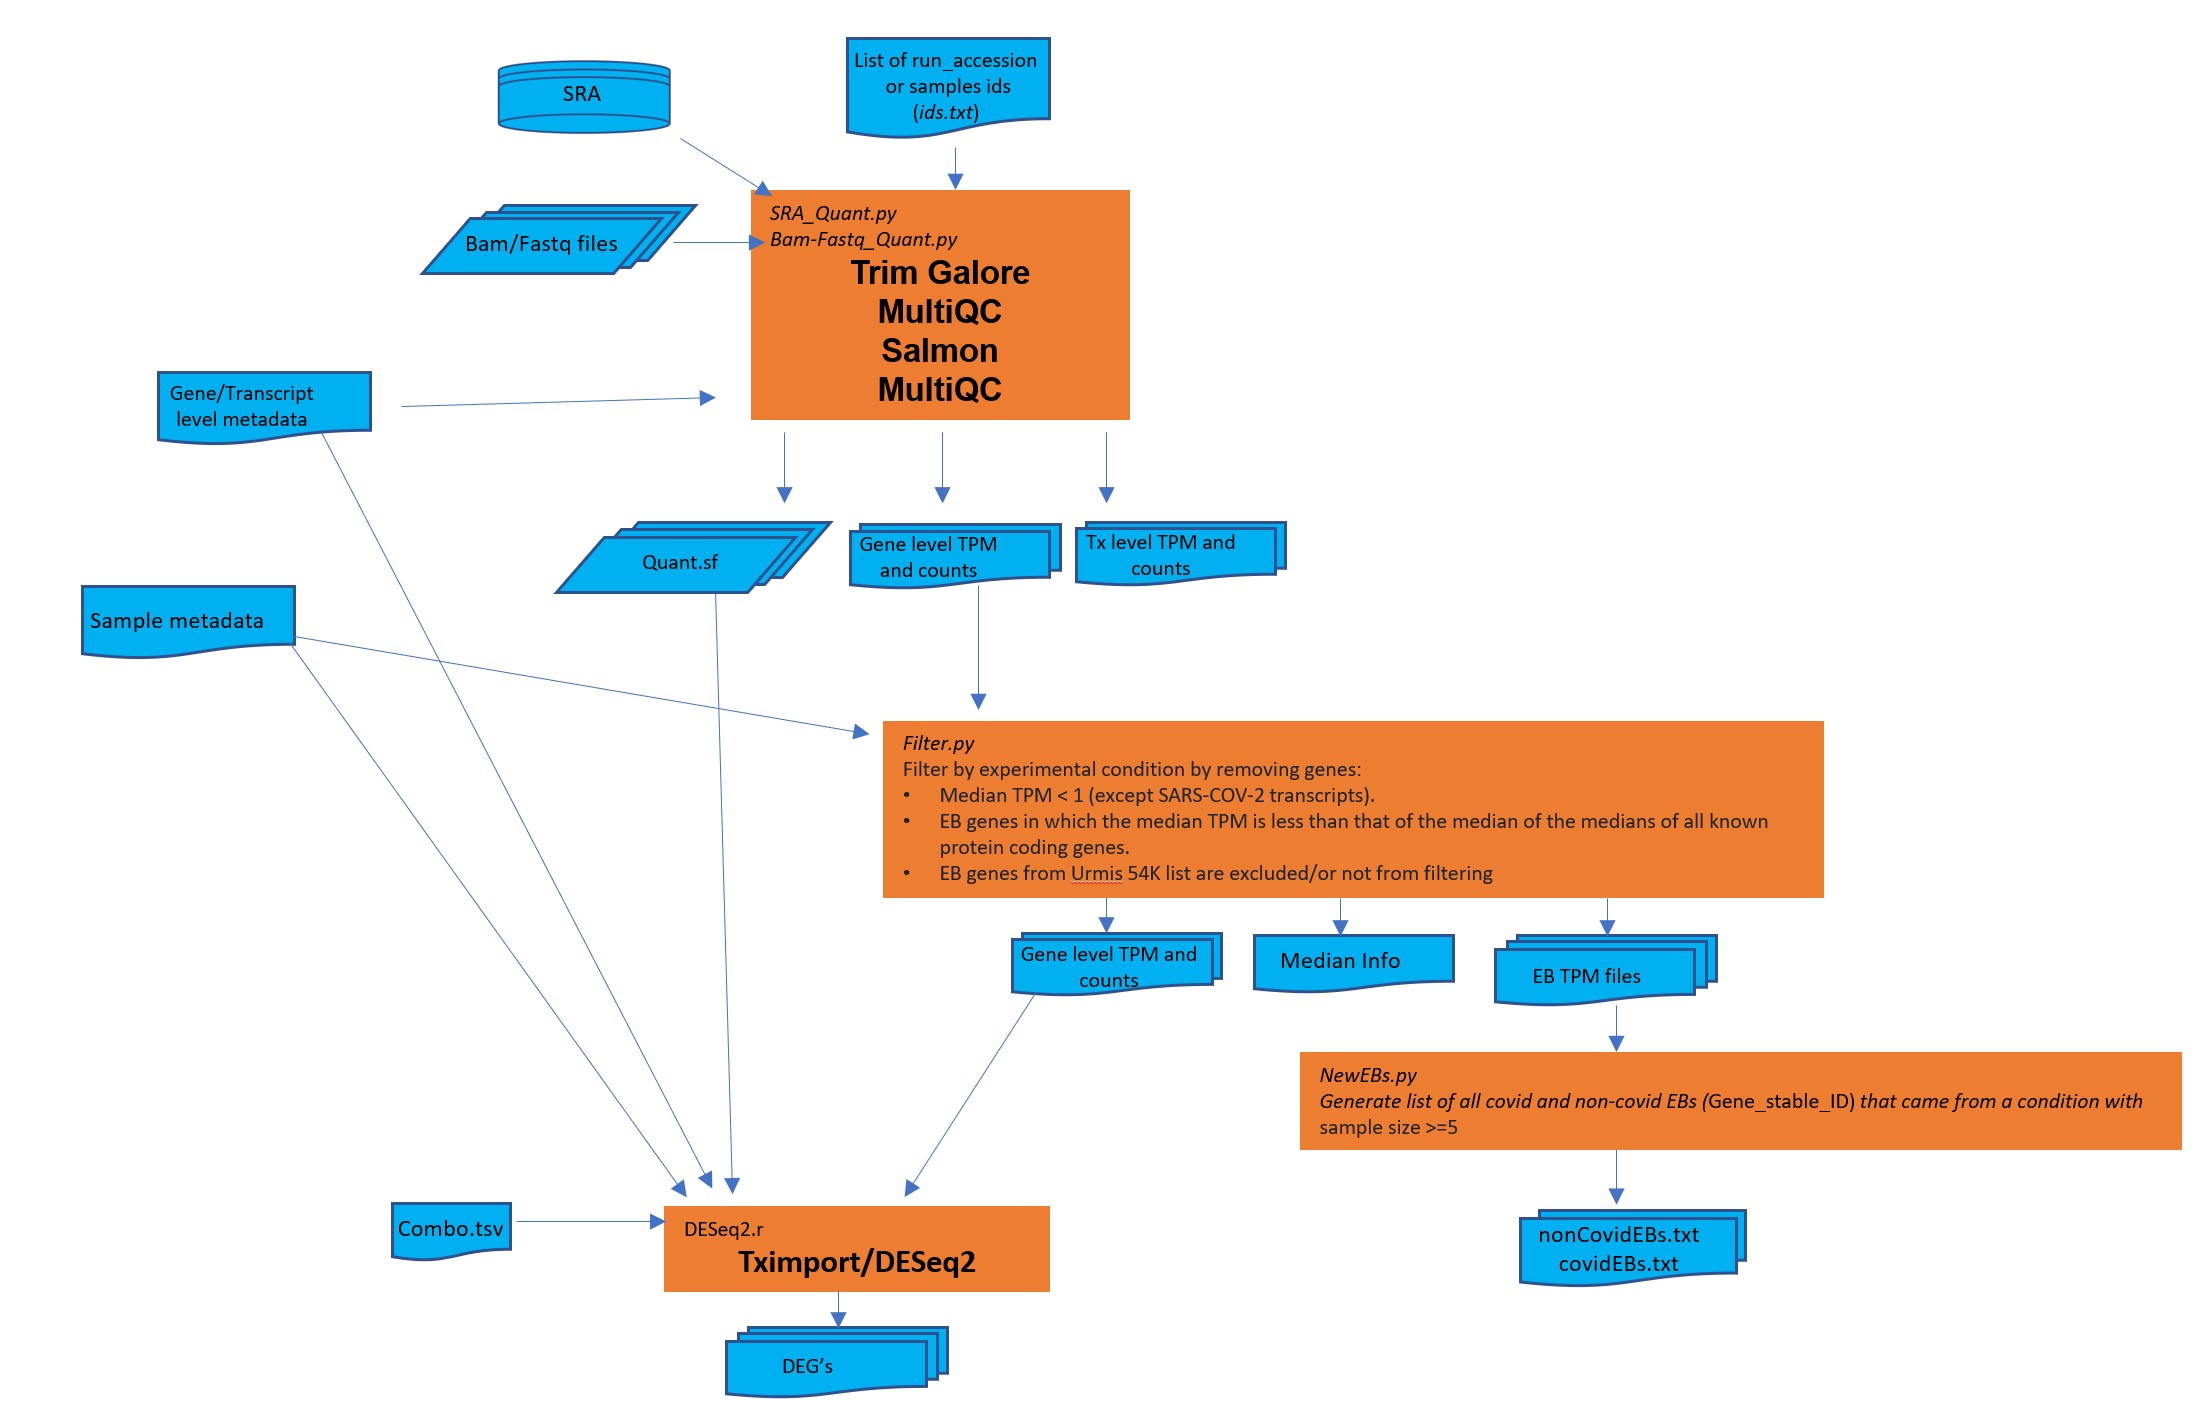 SRA
List of run_accession
or samples ids
(ids.txt)
Bam/Fastq files
SRA_Quant.py
Bam-Fastq_Quant.py
Trim Galore
MultiQC
Salmon
MultiQC
Gene/Transcript
level metadata
Quant.sf
Gene level TPM
and counts
Tx level TPM and
counts
Sample metadata
Filter.py
Filter by experimental condition by removing genes:
• Median TPM < 1 (except SARS-COV-2 transcripts).
• EB genes in which the median TPM is less than that of the median of the medians of all known
protein coding genes.
• EB genes from Urmis 54K list are excluded/or not from filtering
Gene level TPM and
counts
Median Info
EB TPM files
NewEBs.py
Generate list of all covid and non-covid EBs (Gene_stable_ID) that came from a condition with
sample size >=5
Combo.tsv
DESeq2.r
Tximport/DESeq2
nonCovidEBs.txt
covidEBs.txt
DEG’s